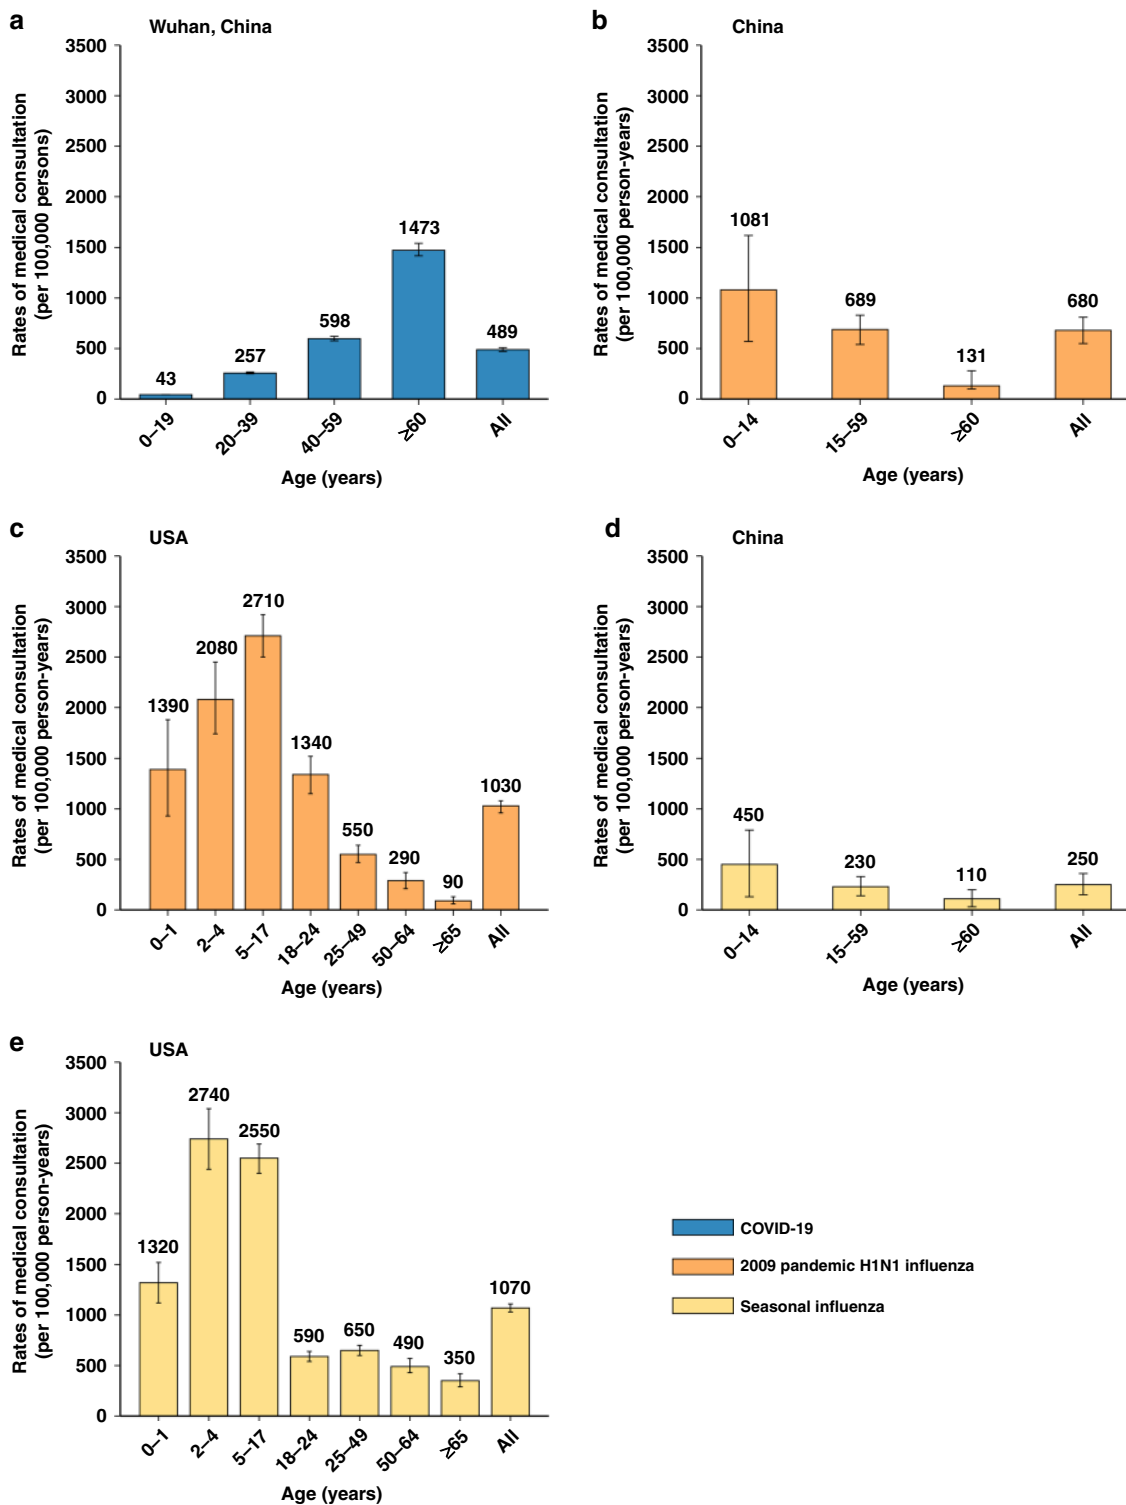 a
Wuhan, China
Rates of medical consultation
(per 100,000 persons)
3500
3000
2500
2000
1500
1000
500
0
43
257
598
1473
489
0–19
20–39
40–59
≥60
All
Age (years)
b
China
Rates of medical consultation
(per 100,000 person-years)
3500
3000
2500
2000
1500
1000
500
0
1081
689
131
680
0–14
15–59
≥60
All
Age (years)
c
USA
Rates of medical consultation
(per 100,000 person-years)
3500
3000
2500
2000
1500
1000
500
0
1390
2080
2710
1340
550
290
90
1030
0–1
2–4
5–17
18–24
25–49
50–64
≥65
All
Age (years)
d
China
Rates of medical consultation
(per 100,000 person-years)
3500
3000
2500
2000
1500
1000
500
0
450
230
110
250
0–14
15–59
≥60
All
Age (years)
e
USA
Rates of medical consultation
(per 100,000 person-years)
3500
3000
2500
2000
1500
1000
500
0
1320
2740
2550
590
650
490
350
1070
0–1
2–4
5–17
18–24
25–49
50–64
≥65
All
Age (years)
COVID-19
2009 pandemic H1N1 influenza
Seasonal influenza